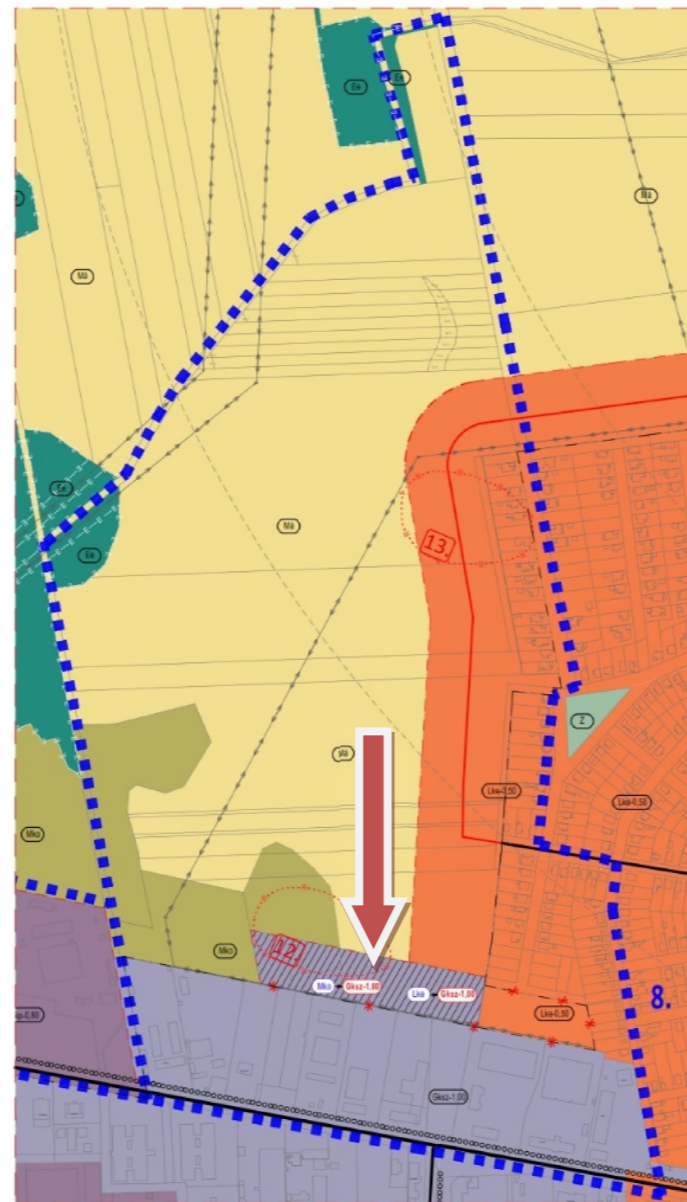 Ee
Ee
Má
Má
13.
Ee
Má
Ee
Z
Má
Lke-0,50
Lke-0,50
Mko
12.
Mko
Mko
Gksz-1,00
Lke
Gksz-1,00
8.
Lke-0,50
Gksz-1,00